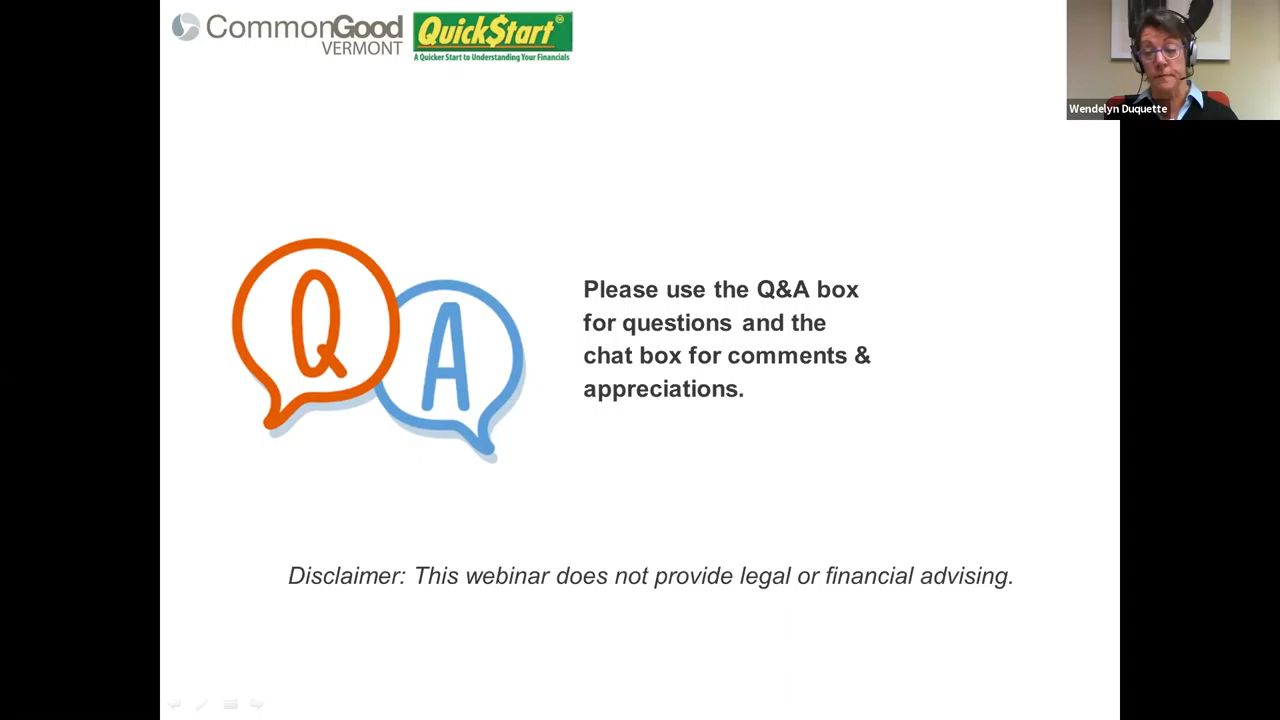 CommonGood
VERMONT
QuickStart
A Quicker Start to Understanding Your Financials
Wendelyn Duquette
Q
A
Please use the Q&A box
for questions and the
chat box for comments &
appreciations.
Disclaimer: This webinar does not provide legal or financial advising.